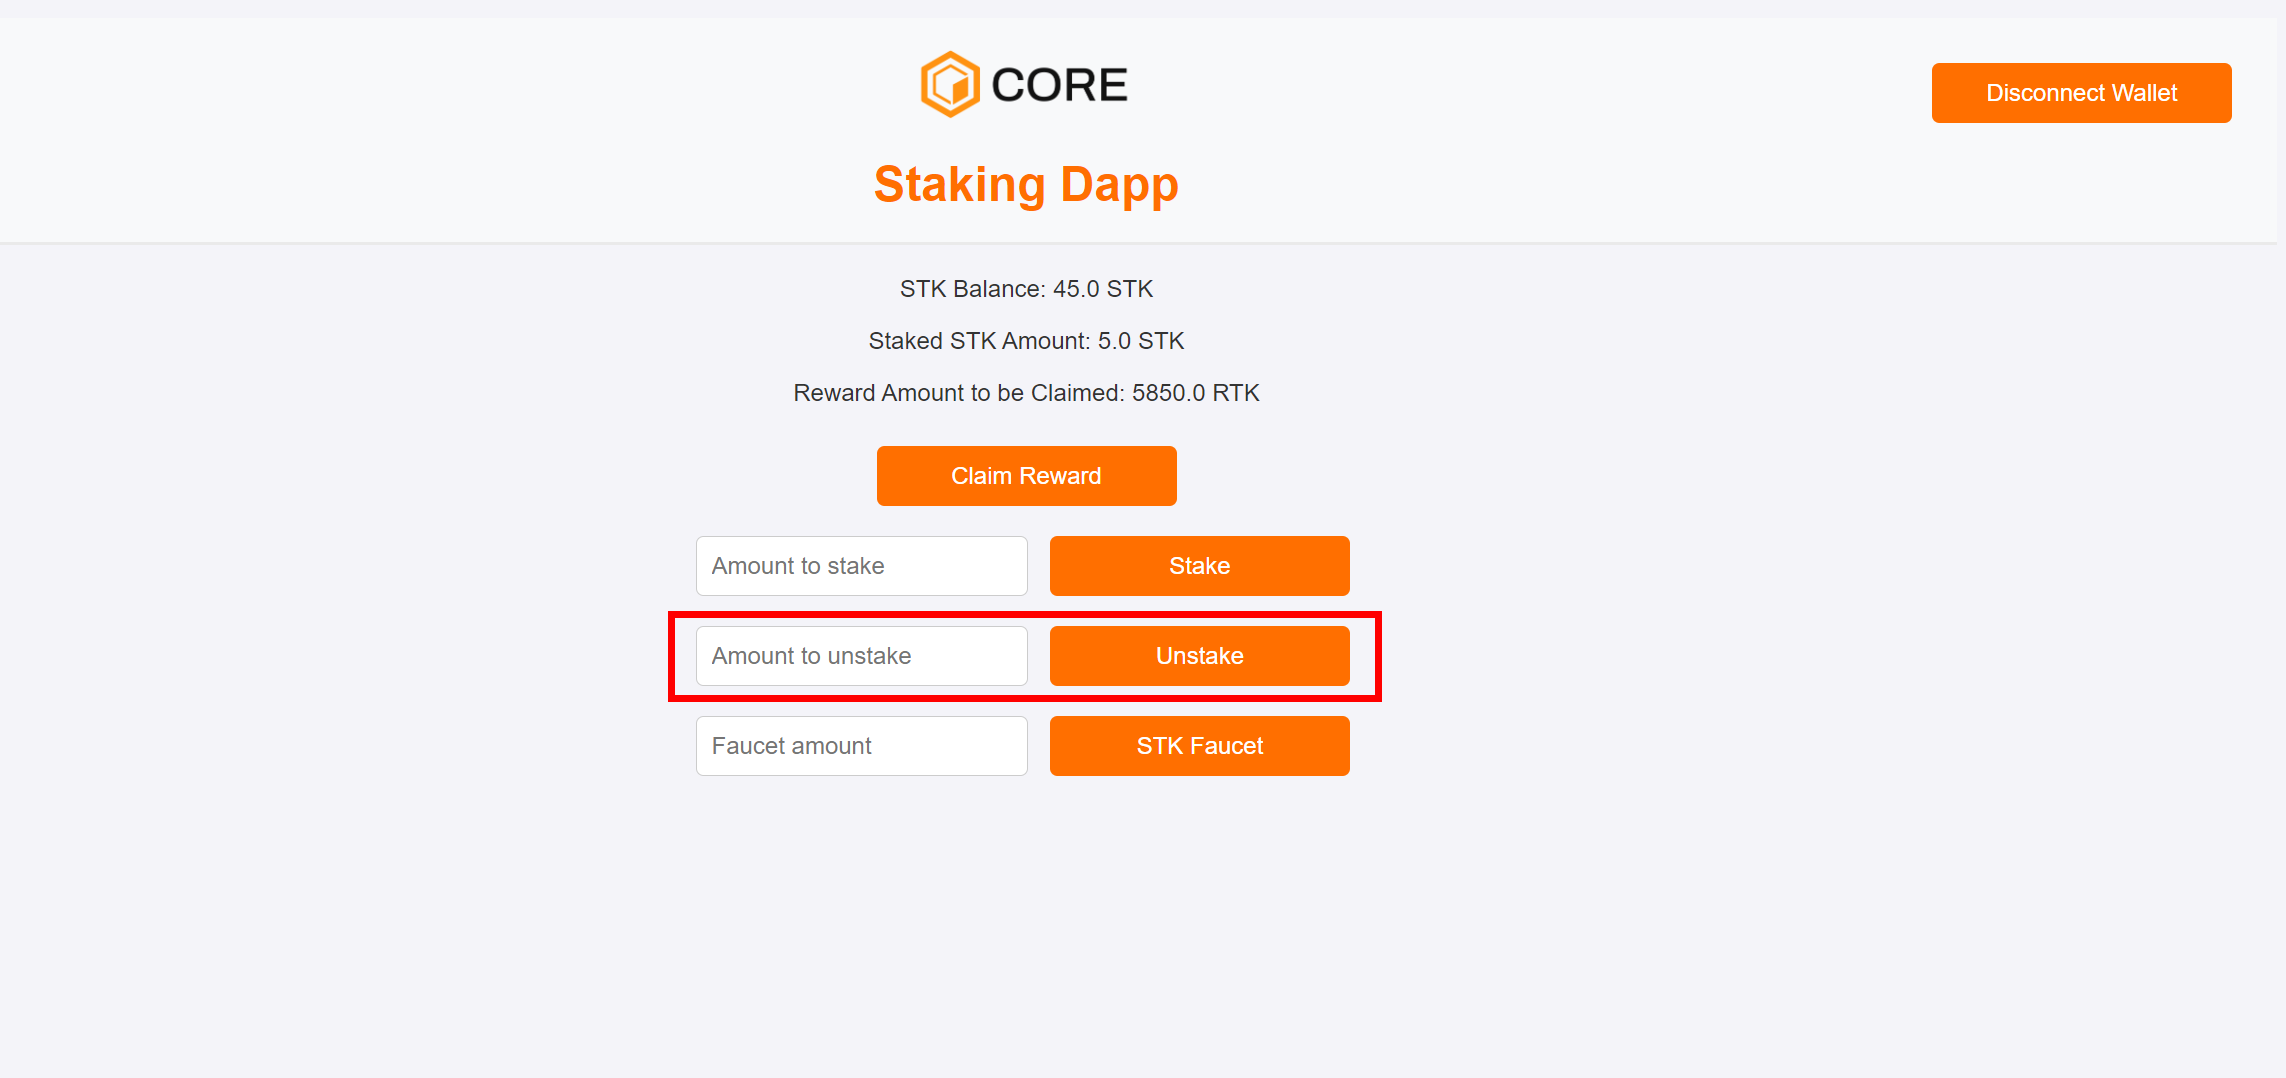 CORE
Disconnect Wallet
Staking Dapp
STK Balance: 45.0 STK
Staked STK Amount: 5.0 STK
Reward Amount to be Claimed: 5850.0 RTK
Claim Reward
Amount to stake
Stake
Amount to unstake
Unstake
Faucet amount
STK Faucet